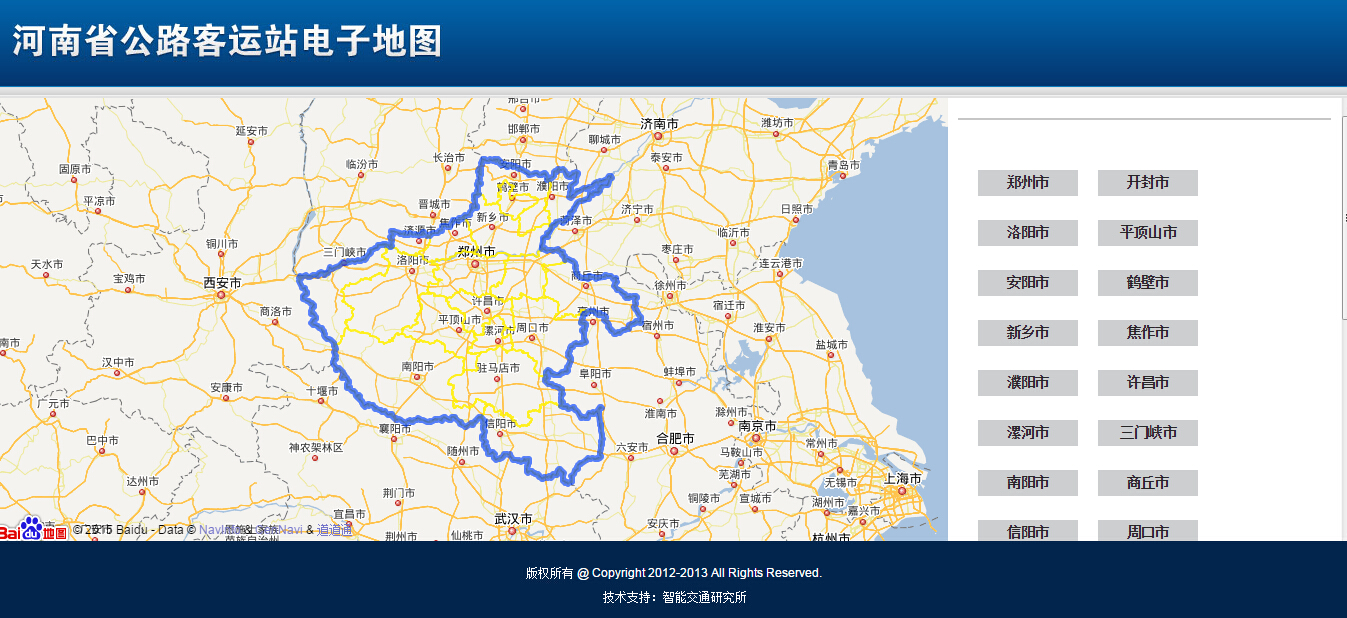 河南省公路客运站电子地图
延安市
邯郸市
聊城市
济南市
潍坊市
固原市
临汾市
长治市
安阳市
泰安市
青岛市
平凉市
晋城市
鹤壁市
濮阳市
新乡市
焦作市
菏泽市
济宁市
日照市
铜川市
济源市
临沂市
三门峡市
洛阳市
郑州市
枣庄市
连云港市
天水市
宝鸡市
西安市
商丘市
徐州市
商洛市
许昌市
亳州市
宿迁市
平顶山市
漯河市
周口市
宿州市
淮安市
盐城市
汉中市
南阳市
驻马店市
阜阳市
蚌埠市
安康市
十堰市
广元市
襄阳市
信阳市
淮南市
滁州市
南京市
巴中市
神农架林区
随州市
六安市
合肥市
马鞍山市
常州市
达州市
荆门市
芜湖市
无锡市
上海市
铜陵市
宣城市
湖州市
嘉兴市
宜昌市
武汉市
安庆市
荆州市
仙桃市
杭州市
Bai du 地图
© 2015 Baidu - Data © NavInfo & CenNavi & 道道通
郑州市 开封市
洛阳市 平顶山市
安阳市 鹤壁市
新乡市 焦作市
濮阳市 许昌市
漯河市 三门峡市
南阳市 商丘市
信阳市 周口市
版权所有 @ Copyright 2012-2013 All Rights Reserved.
技术支持：智能交通研究所